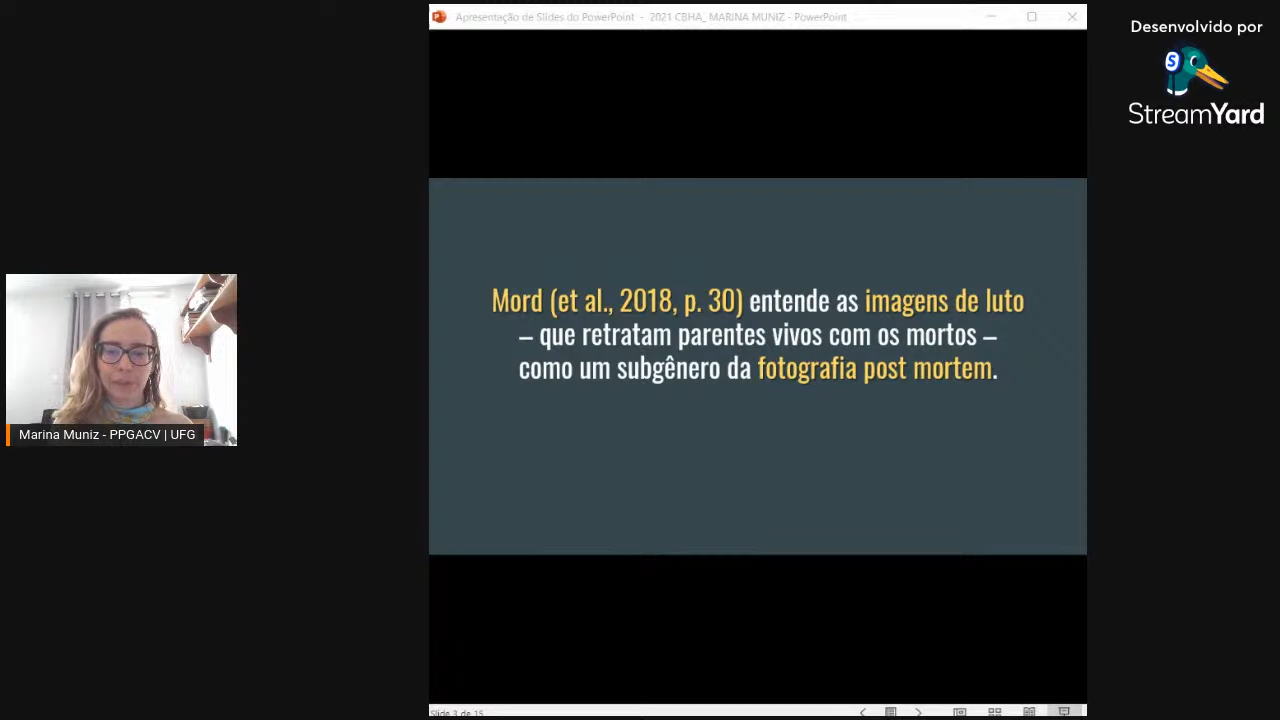 Apresentação de Slides do PowerPoint - 2021 CBHA_ MARINA MUNIZ - PowerPoint
Desenvolvido por
StreamYard
Mord (et al., 2018, p. 30) entende as imagens de luto
– que retratam parentes vivos com os mortos –
como um subgênero da fotografia post mortem.
Marina Muniz - PPGACV | UFG
Slide 3 de 15